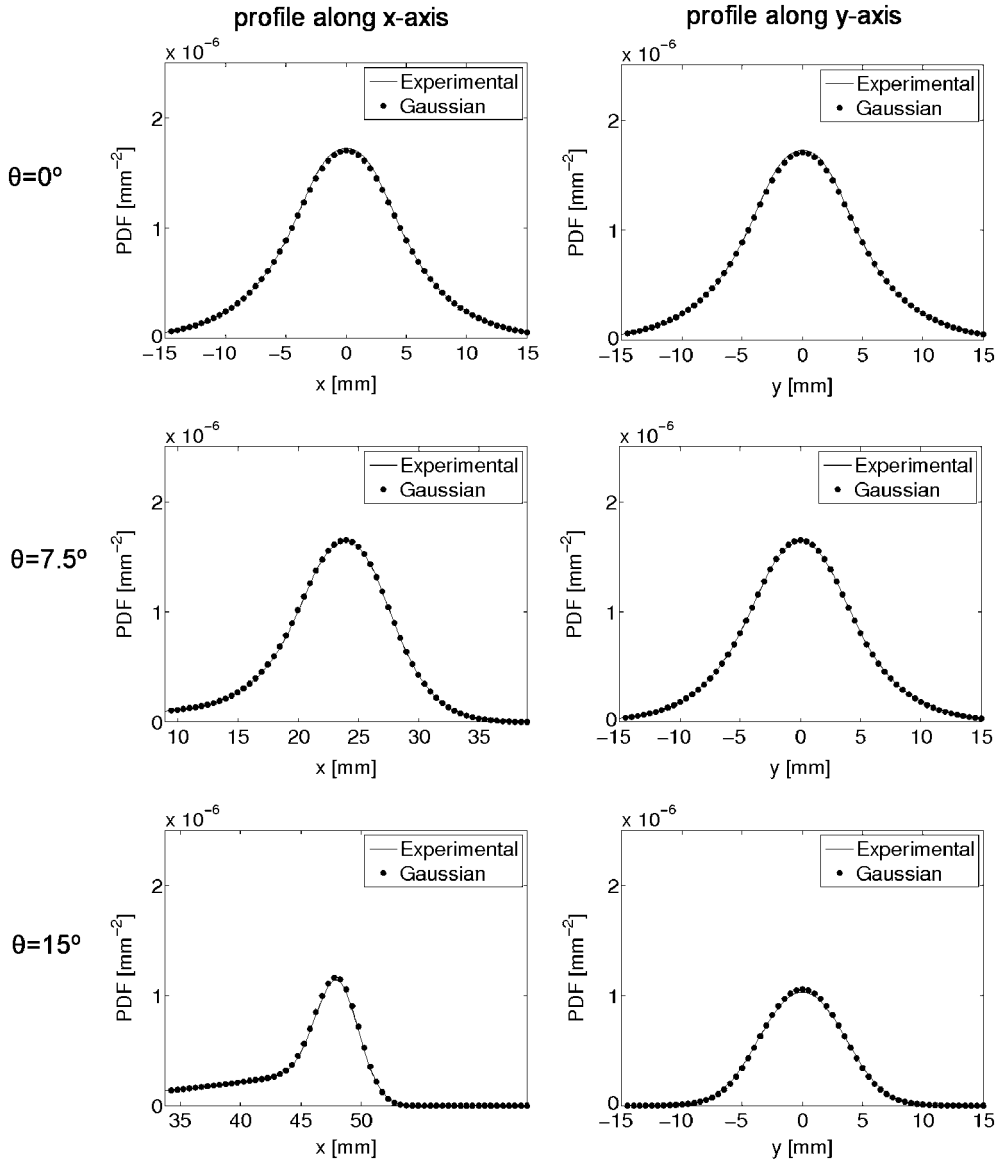 profile along x-axis
profile along y-axis
θ=0º
x 10⁻⁶
PDF [mm⁻²]
2
1
0
Experimental
Gaussian
−15 −10 −5 0 5 10 15
x [mm]
x 10⁻⁶
PDF [mm⁻²]
2
1
0
Experimental
Gaussian
−15 −10 −5 0 5 10 15
y [mm]
θ=7.5º
x 10⁻⁶
PDF [mm⁻²]
2
1
0
Experimental
Gaussian
10 15 20 25 30 35
x [mm]
x 10⁻⁶
PDF [mm⁻²]
2
1
0
Experimental
Gaussian
−15 −10 −5 0 5 10 15
y [mm]
θ=15º
x 10⁻⁶
PDF [mm⁻²]
2
1
0
Experimental
Gaussian
35 40 45 50
x [mm]
x 10⁻⁶
PDF [mm⁻²]
2
1
0
Experimental
Gaussian
−15 −10 −5 0 5 10 15
y [mm]